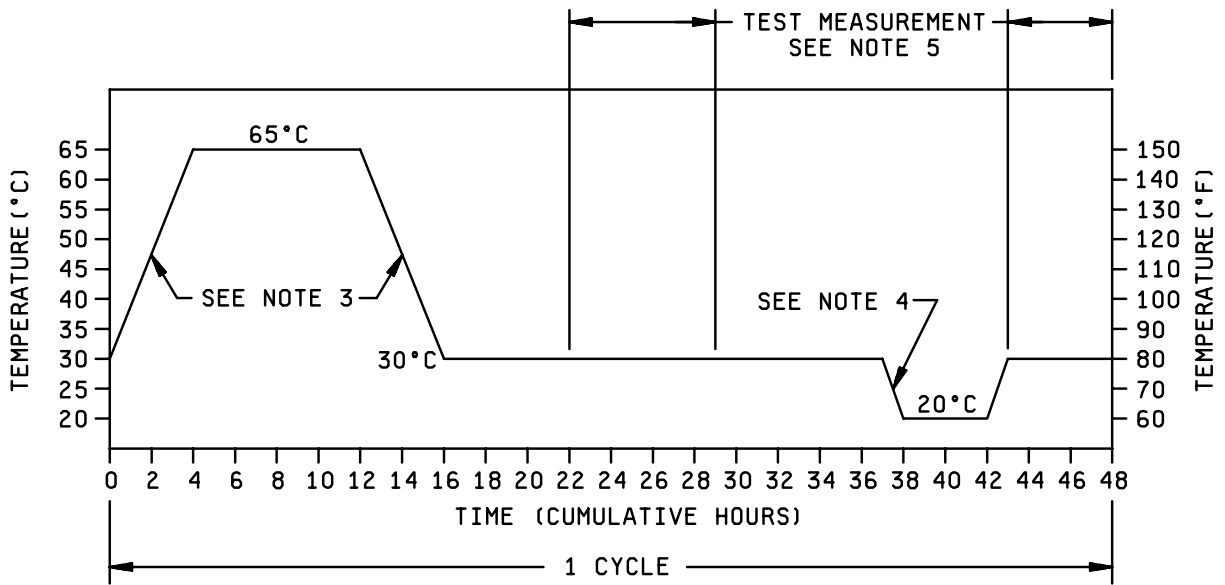 TEST MEASUREMENT
SEE NOTE 5
65°C
65
60
55
50
45
40
35
30
25
20
TEMPERATURE(°C)
150
140
130
120
110
100
90
80
70
60
TEMPERATURE(°F)
SEE NOTE 3
SEE NOTE 4
30°C
20°C
0 2 4 6 8 10 12 14 16 18 20 22 24 26 28 30 32 34 36 38 40 42 44 46 48
TIME (CUMULATIVE HOURS)
1 CYCLE